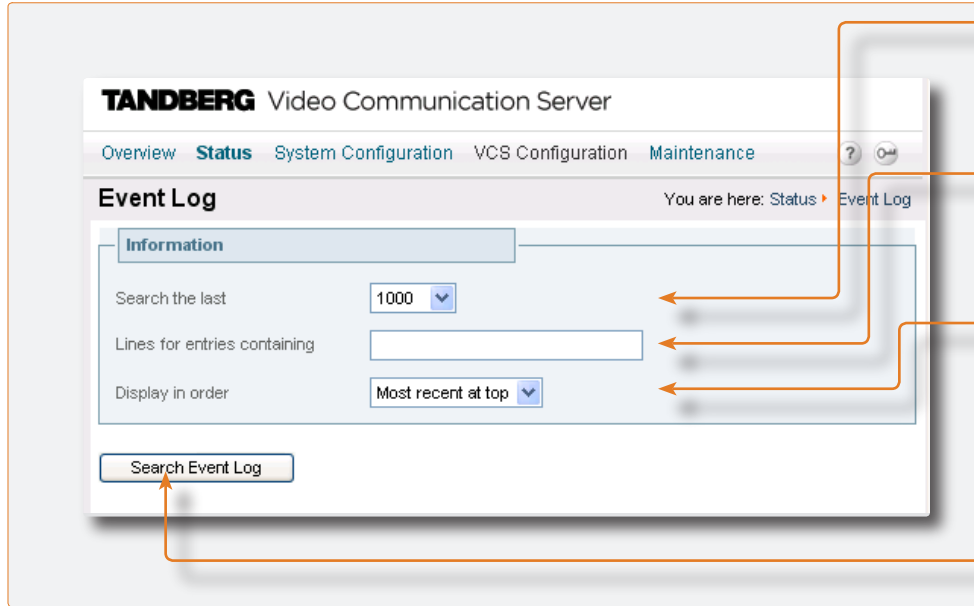 TANDBERG Video Communication Server
Overview Status System Configuration VCS Configuration Maintenance ?
Event Log You are here: Status Event Log
Information
Search the last 1000
Lines for entries containing
Display in order Most recent at top
Search Event Log